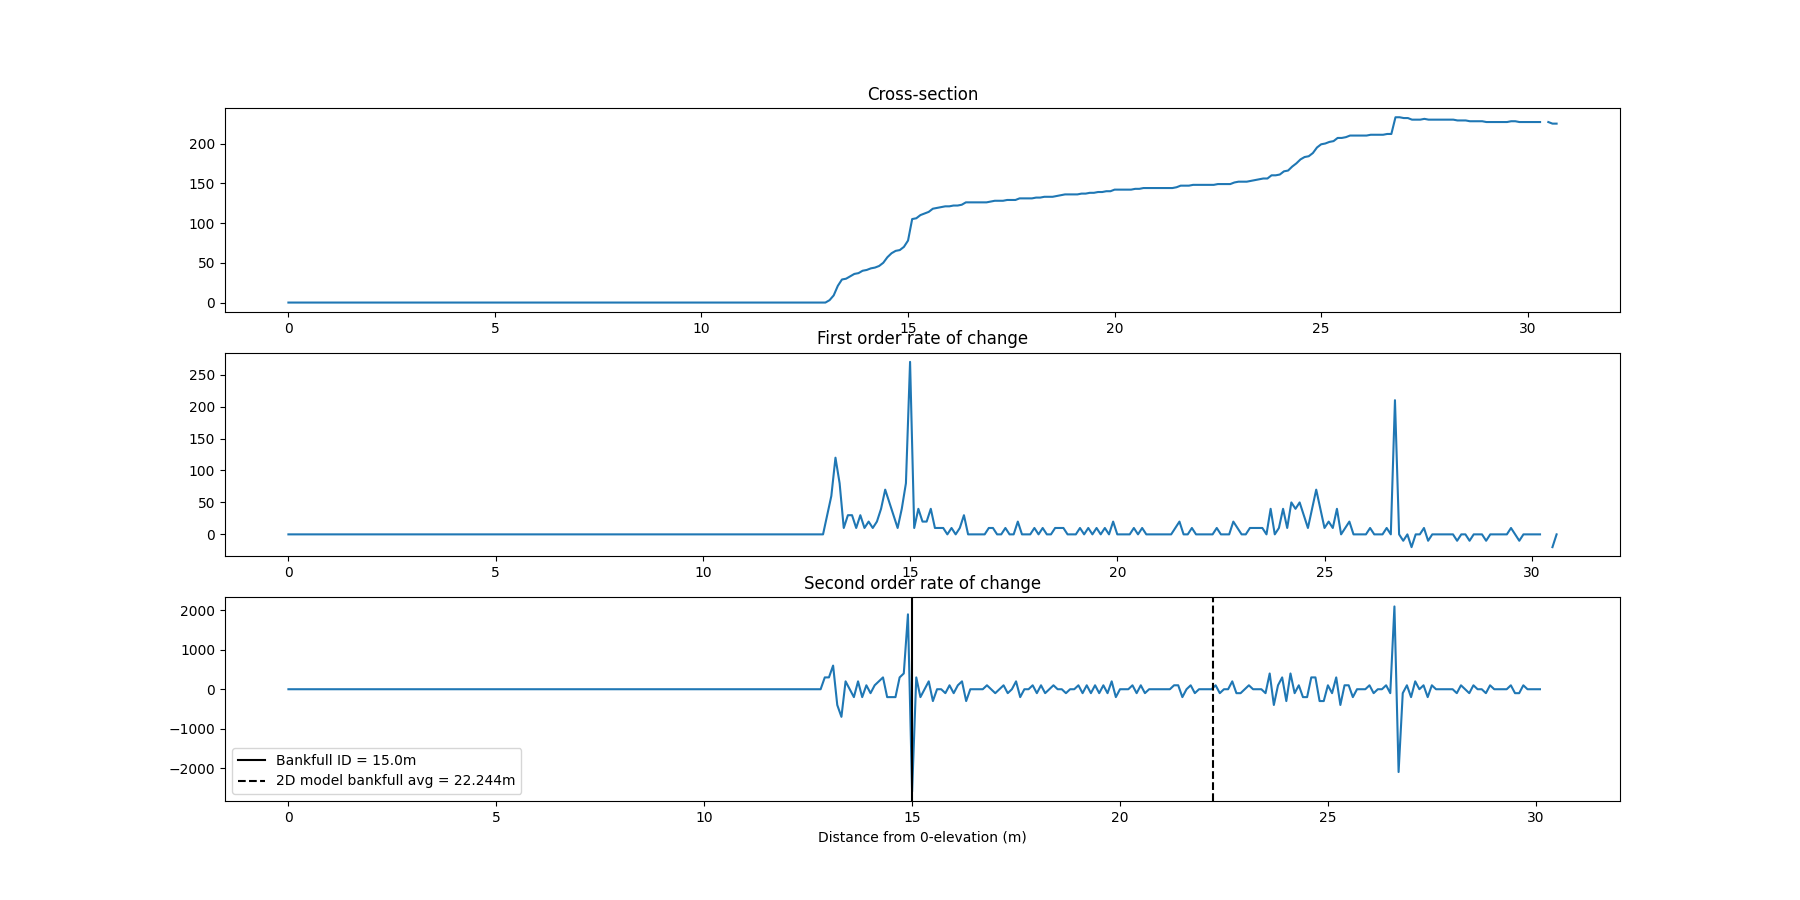 Cross-section
200
150
100
50
0
0 5 10 15 20 25 30
First order rate of change
250
200
150
100
50
0
0 5 10 15 20 25 30
Second order rate of change
2000
1000
0
−1000
−2000
Bankfull ID = 15.0m
2D model bankfull avg = 22.244m
0 5 10 15 20 25 30
Distance from 0-elevation (m)